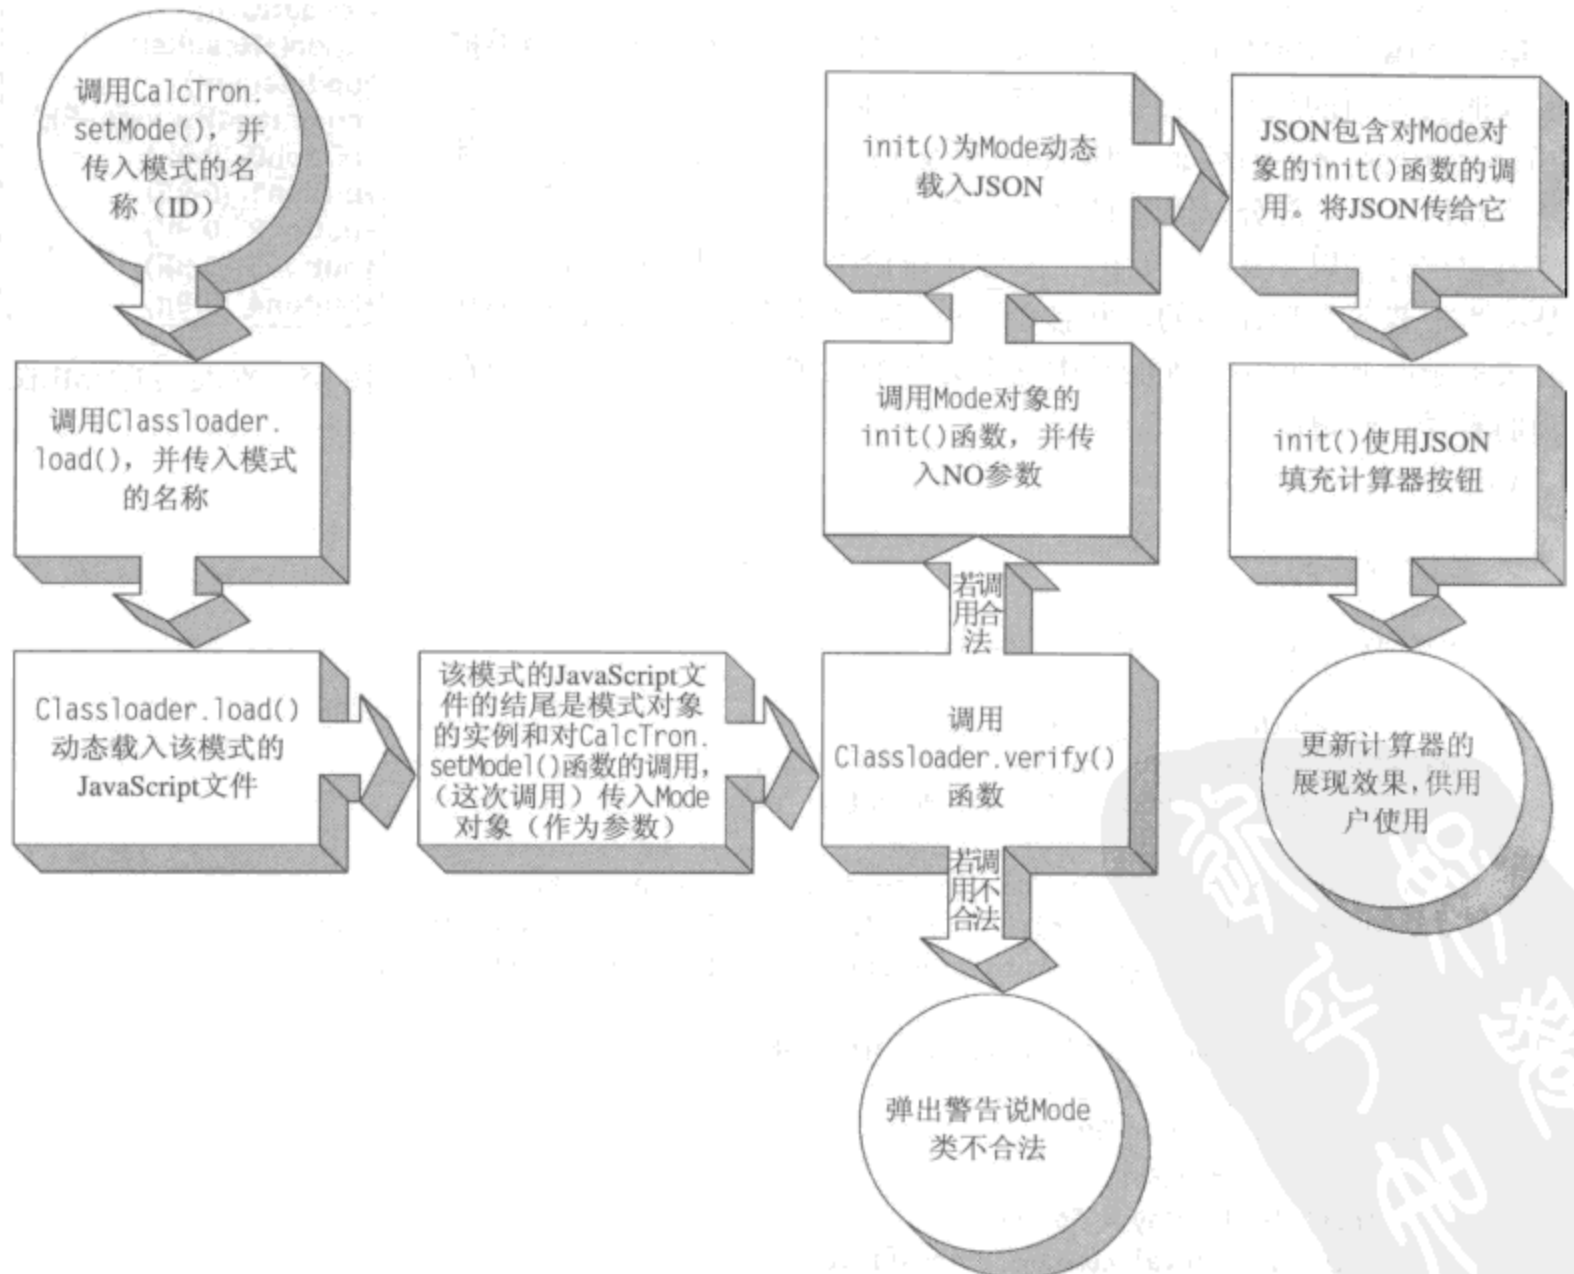 调用CalcTron.
setMode(), 并
传入模式的名
称（ID）
调用Classloader.
load(), 并传入模式
的名称
Classloader.load()
动态载入该模式的
JavaScript文件
该模式的JavaScript文
件的结尾是模式对象
的实例和对CalcTron.
setModel()函数的调用,
（这次调用）传入Mode
对象（作为参数）
调用
Classloader.verify()
函数
若调
用不
合法
弹出警告说Mode
类不合法
若调
用合
法
调用Mode对象的
init()函数, 并传
入NO参数
init()为Mode动态
载入JSON
JSON包含对Mode对
象的init()函数的调
用。将JSON传给它
init()使用JSON
填充计算器按钮
更新计算器的
展现效果,供用
户使用